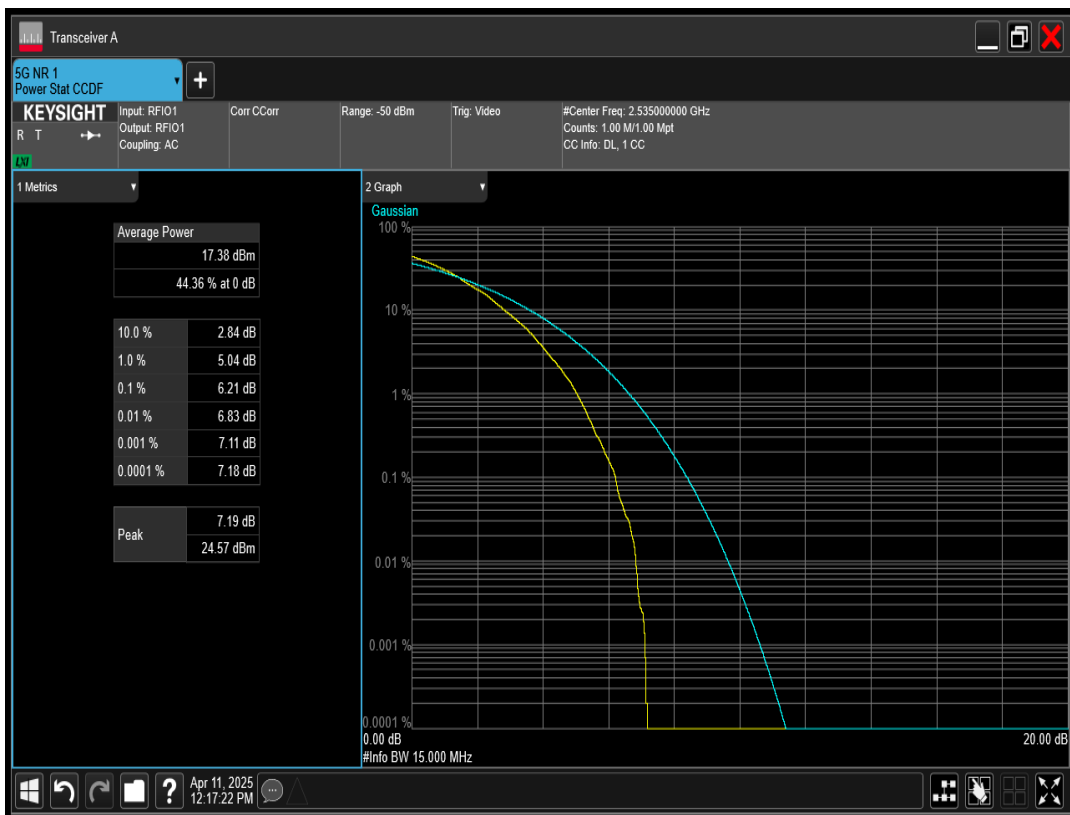 Transceiver A
5G NR 1
Power Stat CCDF
+
KEYSIGHT
R T
LXI
Input: RFIO1
Output: RFIO1
Coupling: AC
Corr CCorr
Range: -50 dBm
Trig: Video
#Center Freq: 2.535000000 GHz
Counts: 1.00 M/1.00 Mpt
CC Info: DL, 1 CC
1 Metrics
Average Power
17.38 dBm
44.36 % at 0 dB
10.0 % 2.84 dB
1.0 % 5.04 dB
0.1 % 6.21 dB
0.01 % 6.83 dB
0.001 % 7.11 dB
0.0001 % 7.18 dB
Peak
7.19 dB
24.57 dBm
2 Graph
Gaussian
100 %
10 %
1 %
0.1 %
0.01 %
0.001 %
0.0001 %
0.00 dB 20.00 dB
#Info BW 15.000 MHz
?
Apr 11, 2025
12:17:22 PM